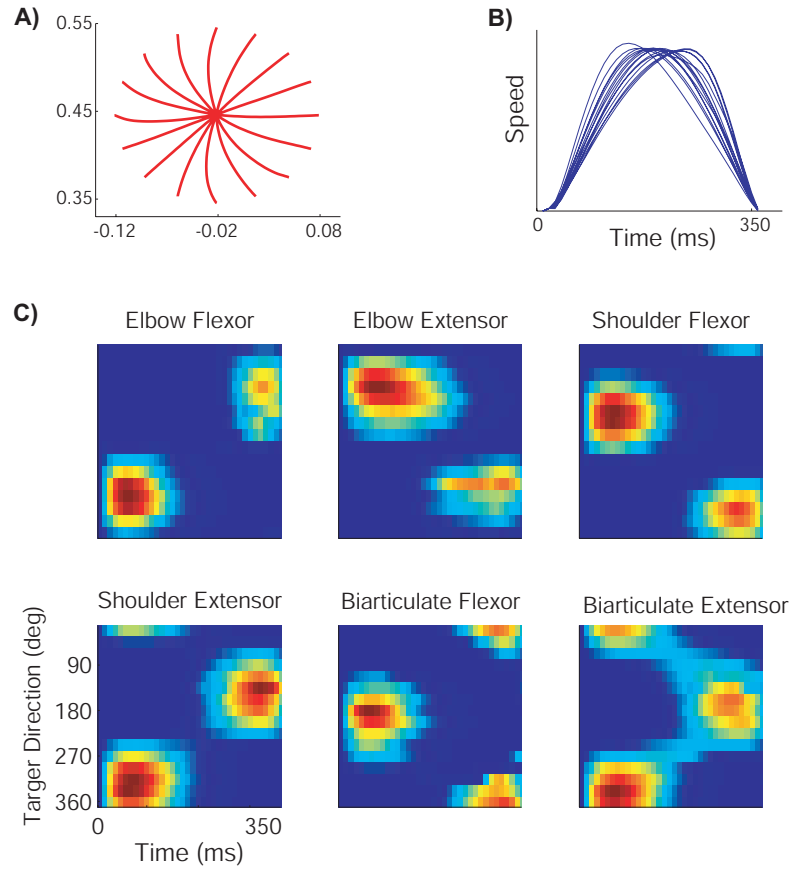 A)
0.55
0.45
0.35
-0.12
-0.02
0.08
B)
Speed
0
350
Time (ms)
C)
Elbow Flexor
Elbow Extensor
Shoulder Flexor
Shoulder Extensor
Biarticulate Flexor
Biarticulate Extensor
Targer Direction (deg)
90
180
270
360
0
350
Time (ms)